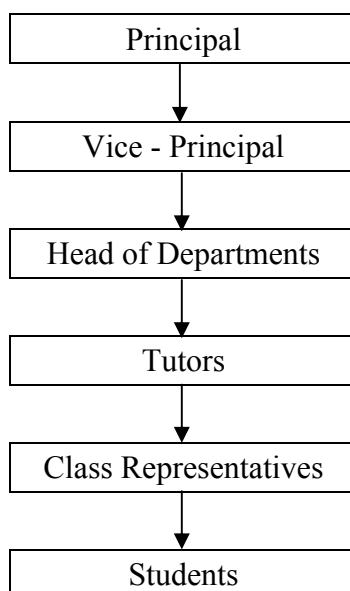 Principal
Vice - Principal
Head of Departments
Tutors
Class Representatives
Students